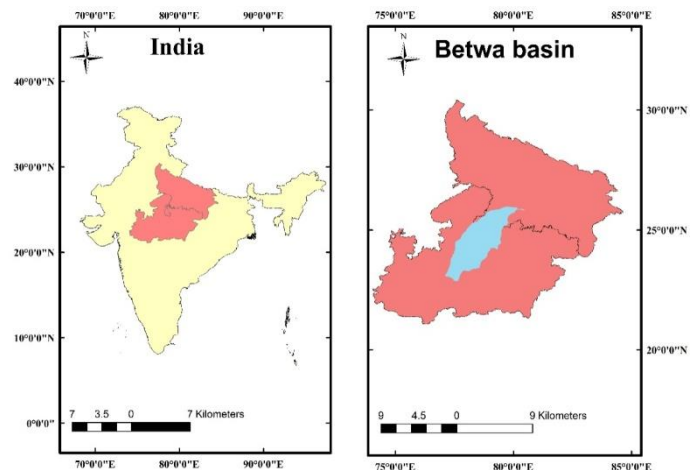 70°0'0"E 80°0'0"E 90°0'0"E
N
India
40°0'0"N
30°0'0"N
20°0'0"N
10°0'0"N
0°0'0"
7 3.5 0 7 Kilometers
70°0'0"E 80°0'0"E 90°0'0"E
75°0'0"E 80°0'0"E 85°0'0"E
N
Betwa basin
30°0'0"N
25°0'0"N
20°0'0"N
9 4.5 0 9 Kilometers
75°0'0"E 80°0'0"E 85°0'0"E